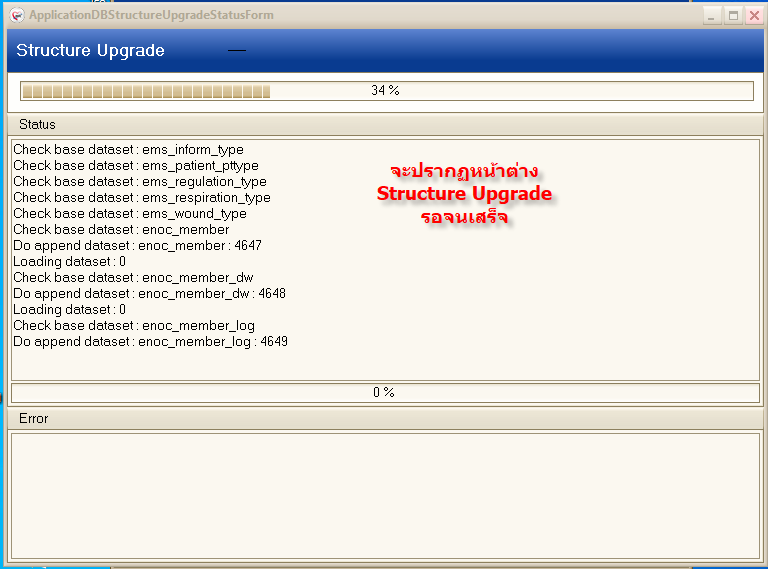 ApplicationDBStructureUpgradeStatusForm
Structure Upgrade
34 %
Status
Check base dataset : ems_inform_type
Check base dataset : ems_patient_pttype
Check base dataset : ems_regulation_type
Check base dataset : ems_respiration_type
Check base dataset : ems_wound_type
Check base dataset : enoc_member
Do append dataset : enoc_member : 4647
Loading dataset : 0
Check base dataset : enoc_member_dw
Do append dataset : enoc_member_dw : 4648
Loading dataset : 0
Check base dataset : enoc_member_log
Do append dataset : enoc_member_log : 4649
จะปรากฏหน้าต่าง
Structure Upgrade
รอจนเสร็จ
0 %
Error